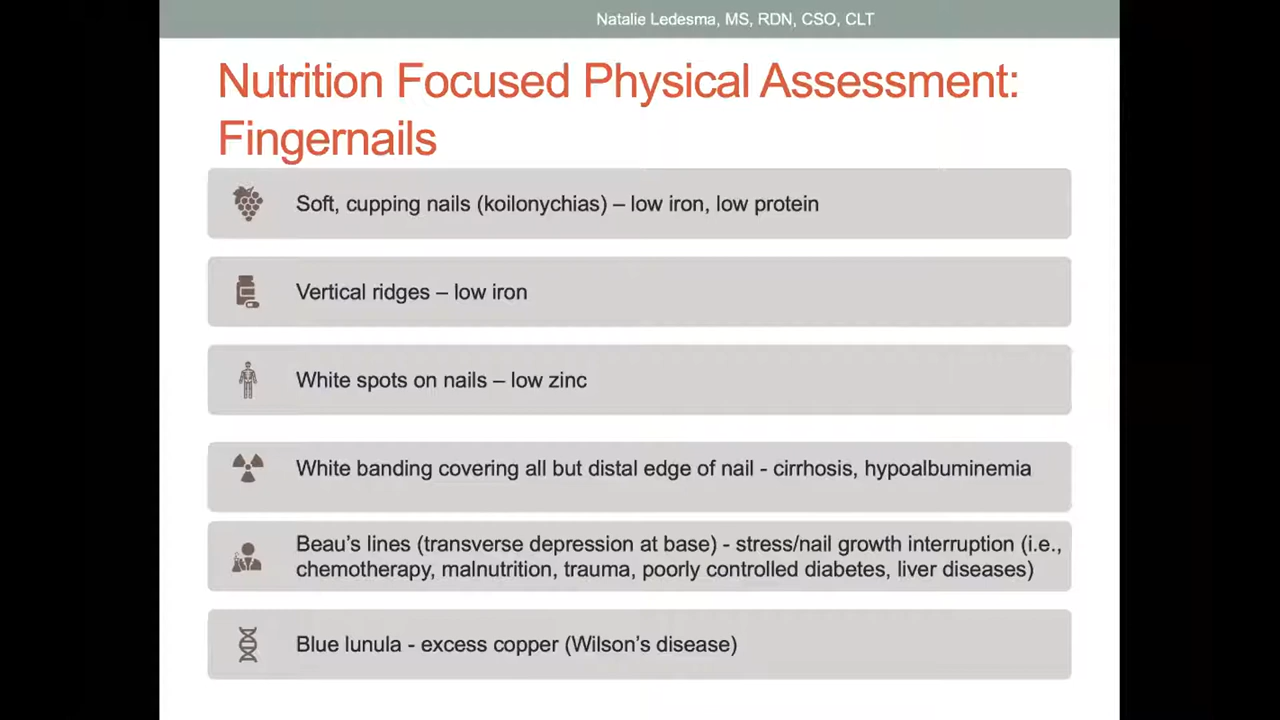 Natalie Ledesma, MS, RDN, CSO, CLT
Nutrition Focused Physical Assessment:
Fingernails
Soft, cupping nails (koilonychias) – low iron, low protein
Vertical ridges – low iron
White spots on nails – low zinc
White banding covering all but distal edge of nail - cirrhosis, hypoalbuminemia
Beau’s lines (transverse depression at base) - stress/nail growth interruption (i.e.,
chemotherapy, malnutrition, trauma, poorly controlled diabetes, liver diseases)
Blue lunula - excess copper (Wilson’s disease)